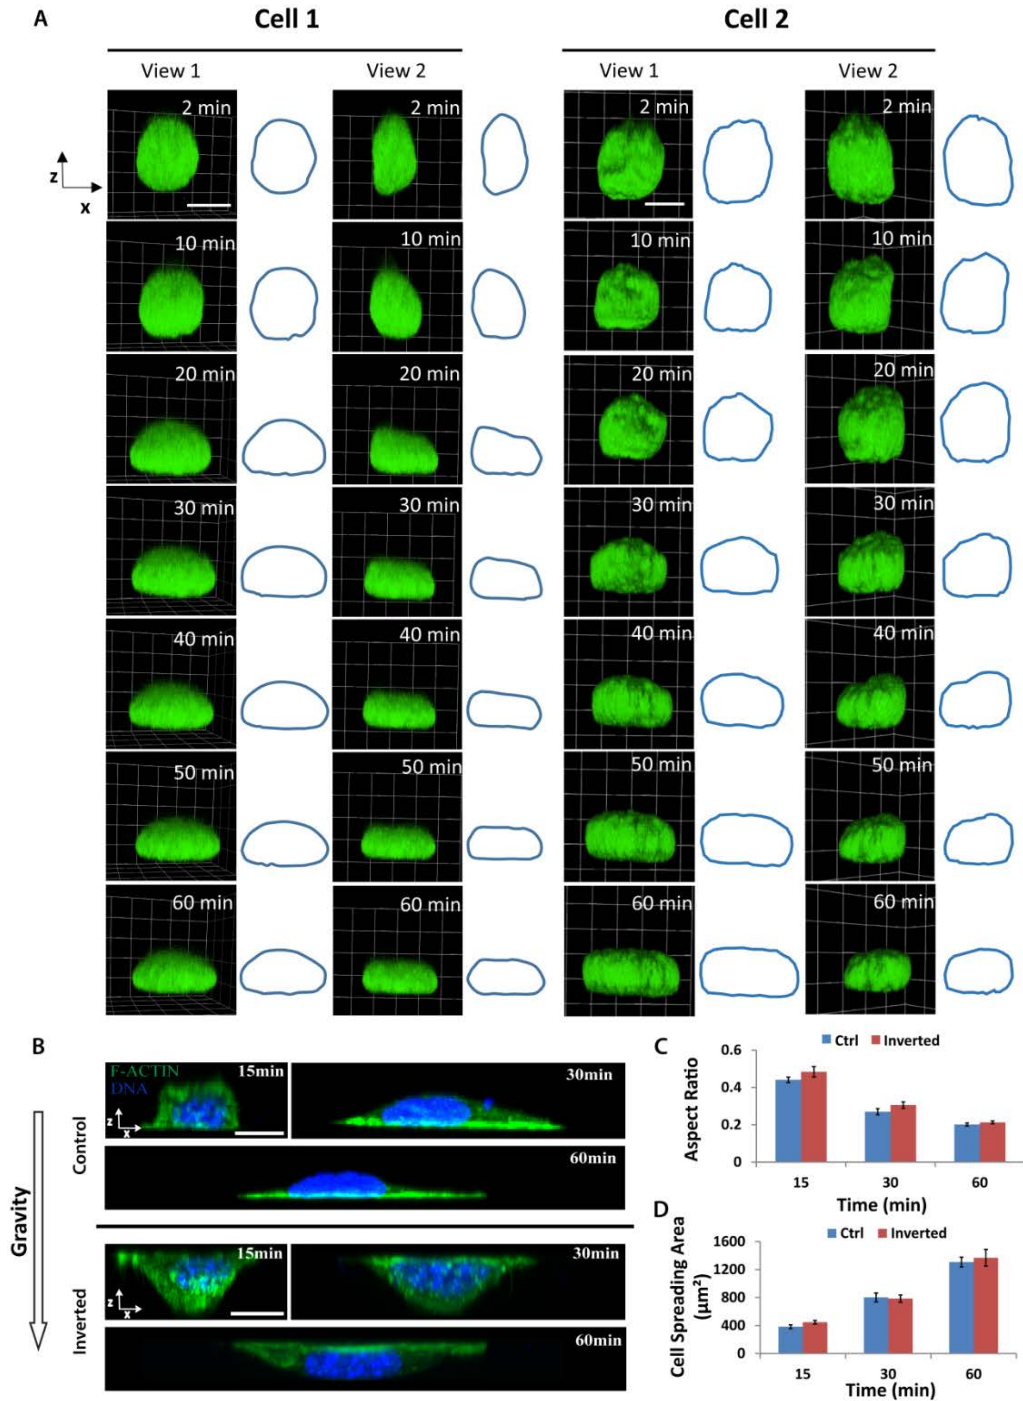 A
Cell 1
Cell 2
View 1
View 2
View 1
View 2
2 min
2 min
2 min
2 min
z
x
10 min
10 min
10 min
10 min
20 min
20 min
20 min
20 min
30 min
30 min
30 min
30 min
40 min
40 min
40 min
40 min
50 min
50 min
50 min
50 min
60 min
60 min
60 min
60 min
B
Gravity
Control
F-ACTIN
DNA
15min
z
x
30min
60min
Inverted
15min
z
x
30min
60min
C
Ctrl
Inverted
Aspect Ratio
0.6
0.4
0.2
0
15
30
60
Time (min)
D
Ctrl
Inverted
Cell Spreading Area
(μm²)
1600
1200
800
400
0
15
30
60
Time (min)